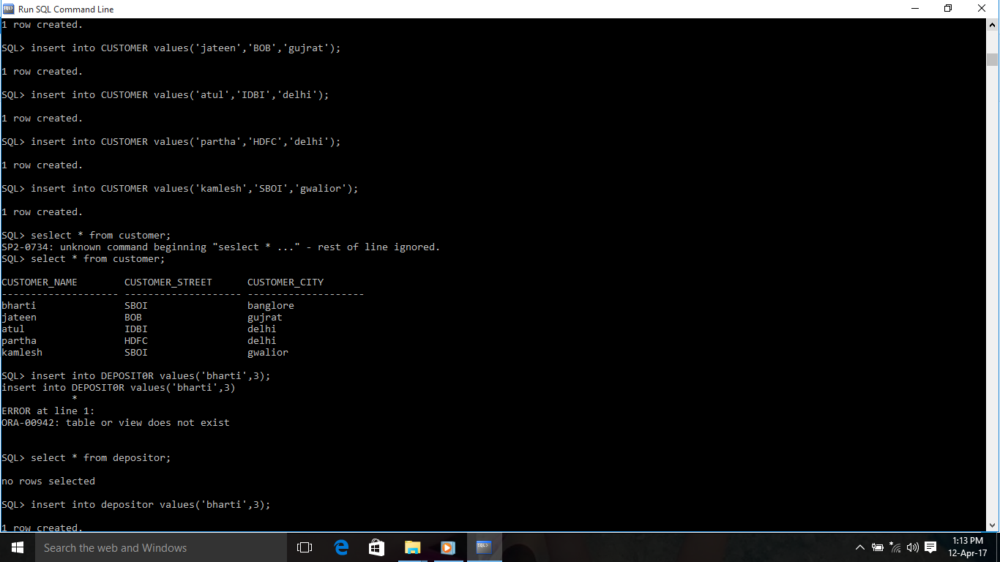 Run SQL Command Line
1 row created.
SQL> insert into CUSTOMER values('jateen','BOB','gujrat');
1 row created.
SQL> insert into CUSTOMER values('atul','IDBI','delhi');
1 row created.
SQL> insert into CUSTOMER values('partha','HDFC','delhi');
1 row created.
SQL> insert into CUSTOMER values('kamlesh','SBOI','gwalior');
1 row created.
SQL> seslect * from customer;
SP2-0734: unknown command beginning "seslect * ..." - rest of line ignored.
SQL> select * from customer;
CUSTOMER_NAME        CUSTOMER_STREET      CUSTOMER_CITY
-------------------- -------------------- --------------------
bharti               SBOI                 banglore
jateen               BOB                  gujrat
atul                 IDBI                 delhi
partha               HDFC                 delhi
kamlesh              SBOI                 gwalior
SQL> insert into DEPOSIT0R values('bharti',3);
insert into DEPOSIT0R values('bharti',3)
            *
ERROR at line 1:
ORA-00942: table or view does not exist
SQL> select * from depositor;
no rows selected
SQL> insert into depositor values('bharti',3);
1 row created.
Search the web and Windows
1:13 PM
12-Apr-17